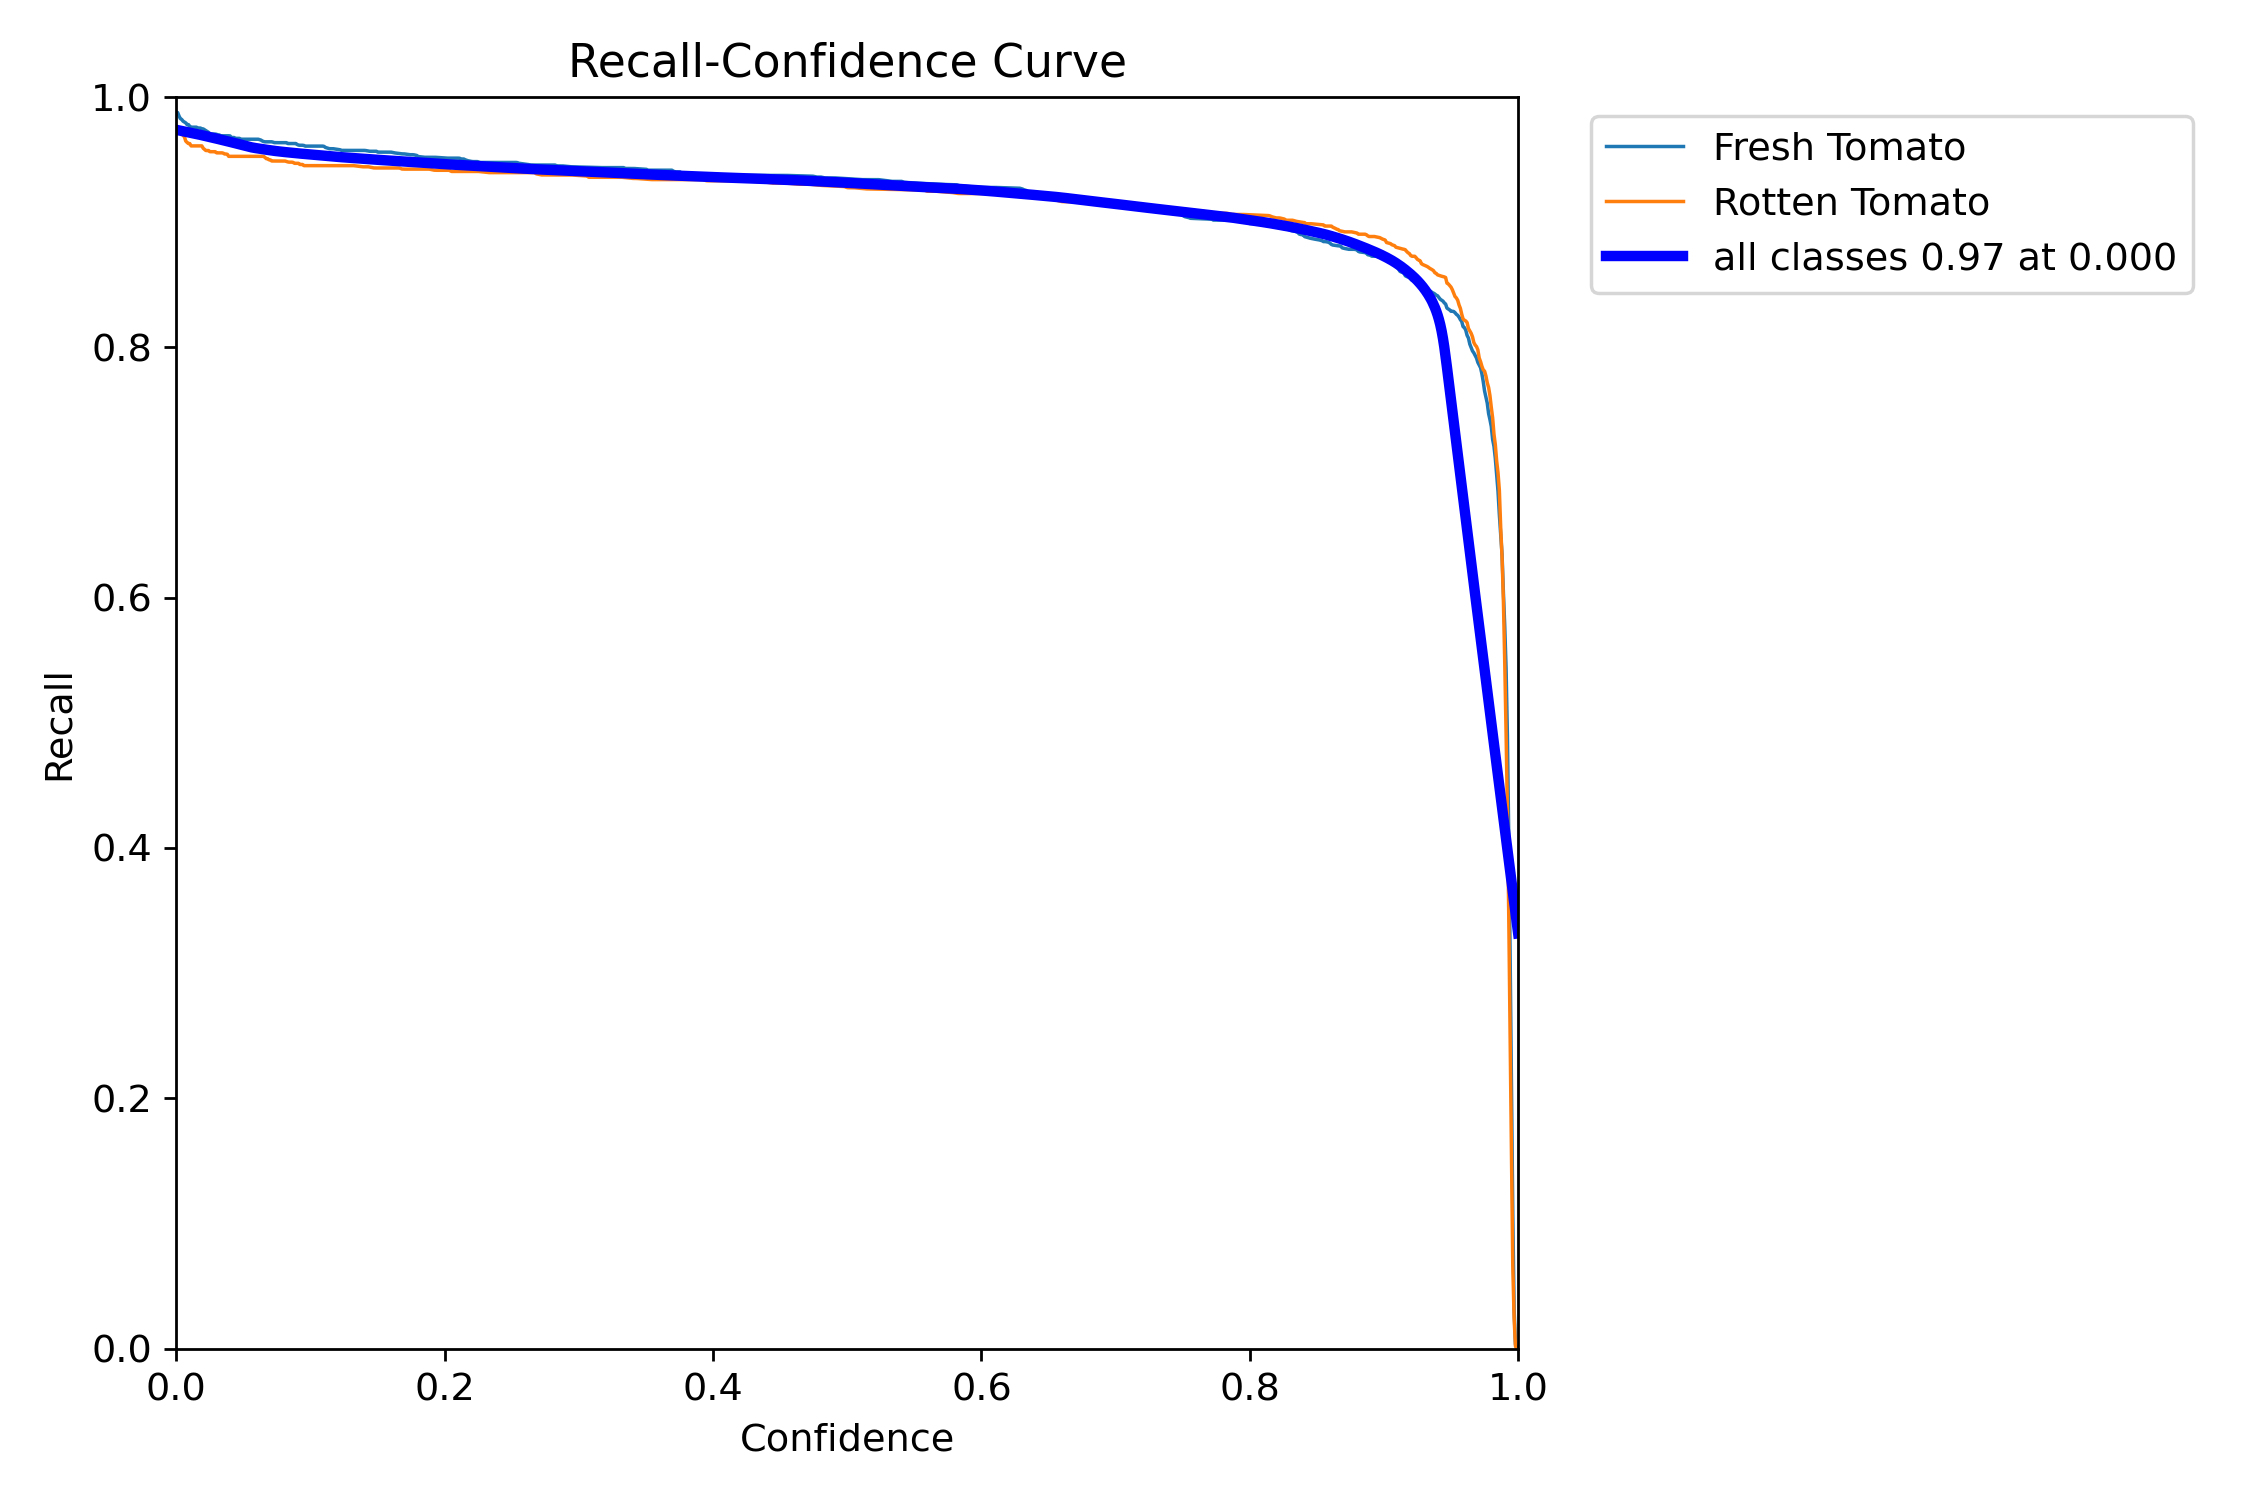 Recall-Confidence Curve
1.0
0.8
0.6
0.4
0.2
0.0
Recall
0.0 0.2 0.4 0.6 0.8 1.0
Confidence
Fresh Tomato
Rotten Tomato
all classes 0.97 at 0.000